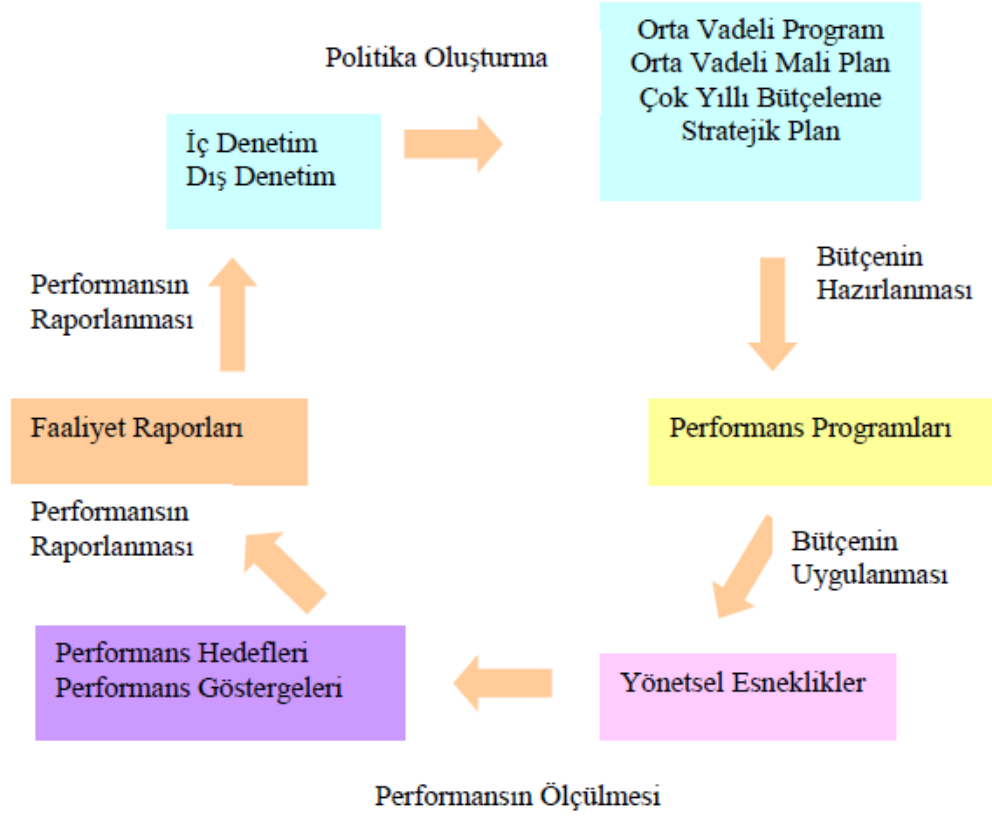 Politika Oluşturma
Orta Vadeli Program
Orta Vadeli Mali Plan
Çok Yıllı Bütçeleme
Stratejik Plan
İç Denetim
Dış Denetim
Performansın
Raporlanması
Bütçenin
Hazırlanması
Faaliyet Raporları
Performans Programları
Performansın
Raporlanması
Bütçenin
Uygulanması
Performans Hedefleri
Performans Göstergeleri
Yönetsel Esneklikler
Performansın Ölçülmesi